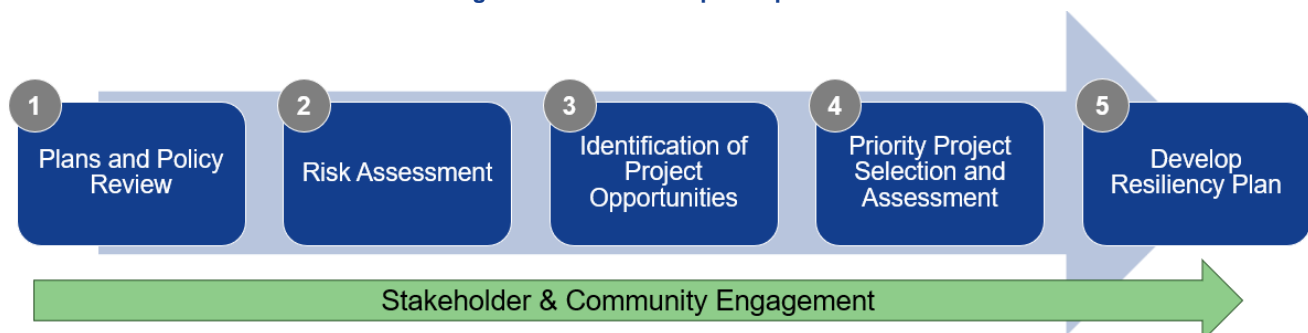 1
Plans and Policy
Review
2
Risk Assessment
3
Identification of
Project
Opportunities
4
Priority Project
Selection and
Assessment
5
Develop
Resiliency Plan
Stakeholder & Community Engagement